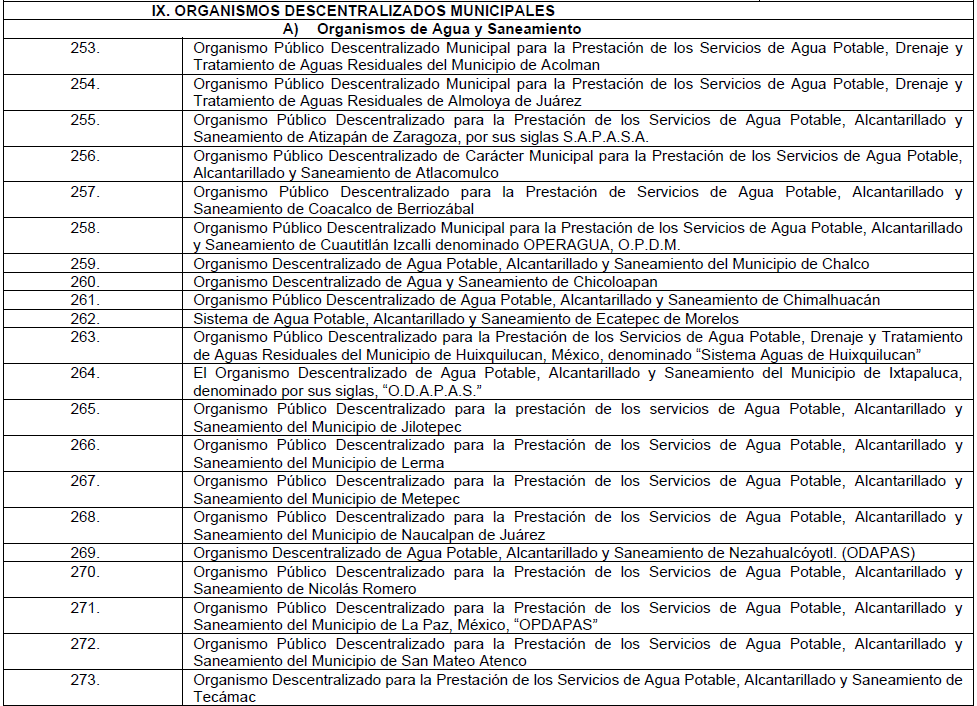 IX. ORGANISMOS DESCENTRALIZADOS MUNICIPALES
A) Organismos de Agua y Saneamiento
253. Organismo Público Descentralizado Municipal para la Prestación de los Servicios de Agua Potable, Drenaje y
Tratamiento de Aguas Residuales del Municipio de Acolman
254. Organismo Público Descentralizado Municipal para la Prestación de los Servicios de Agua Potable, Drenaje y
Tratamiento de Aguas Residuales de Almoloya de Juárez
255. Organismo Público Descentralizado para la Prestación de los Servicios de Agua Potable, Alcantarillado y
Saneamiento de Atizapán de Zaragoza, por sus siglas S.A.P.A.S.A.
256. Organismo Público Descentralizado de Carácter Municipal para la Prestación de los Servicios de Agua Potable,
Alcantarillado y Saneamiento de Atlacomulco
257. Organismo Público Descentralizado para la Prestación de Servicios de Agua Potable, Alcantarillado y
Saneamiento de Coacalco de Berriozábal
258. Organismo Público Descentralizado Municipal para la Prestación de los Servicios de Agua Potable, Alcantarillado
y Saneamiento de Cuautitlán Izcalli denominado OPERAGUA, O.P.D.M.
259. Organismo Descentralizado de Agua Potable, Alcantarillado y Saneamiento del Municipio de Chalco
260. Organismo Descentralizado de Agua y Saneamiento de Chicoloapan
261. Organismo Público Descentralizado de Agua Potable, Alcantarillado y Saneamiento de Chimalhuacán
262. Sistema de Agua Potable, Alcantarillado y Saneamiento de Ecatepec de Morelos
263. Organismo Público Descentralizado para la Prestación de los Servicios de Agua Potable, Drenaje y Tratamiento
de Aguas Residuales del Municipio de Huixquilucan, México, denominado “Sistema Aguas de Huixquilucan”
264. El Organismo Descentralizado de Agua Potable, Alcantarillado y Saneamiento del Municipio de Ixtapaluca,
denominado por sus siglas, “O.D.A.P.A.S.”
265. Organismo Público Descentralizado para la prestación de los servicios de Agua Potable, Alcantarillado y
Saneamiento del Municipio de Jilotepec
266. Organismo Público Descentralizado para la Prestación de los Servicios de Agua Potable, Alcantarillado y
Saneamiento del Municipio de Lerma
267. Organismo Público Descentralizado para la Prestación de los Servicios de Agua Potable, Alcantarillado y
Saneamiento del Municipio de Metepec
268. Organismo Público Descentralizado para la Prestación de los Servicios de Agua Potable, Alcantarillado y
Saneamiento del Municipio de Naucalpan de Juárez
269. Organismo Descentralizado de Agua Potable, Alcantarillado y Saneamiento de Nezahualcóyotl. (ODAPAS)
270. Organismo Público Descentralizado para la Prestación de los Servicios de Agua Potable, Alcantarillado y
Saneamiento de Nicolás Romero
271. Organismo Público Descentralizado para la Prestación de los Servicios de Agua Potable, Alcantarillado y
Saneamiento del Municipio de La Paz, México, “OPDAPAS”
272. Organismo Público Descentralizado para la Prestación de los Servicios de Agua Potable, Alcantarillado y
Saneamiento del Municipio de San Mateo Atenco
273. Organismo Descentralizado para la Prestación de los Servicios de Agua Potable, Alcantarillado y Saneamiento de
Tecámac